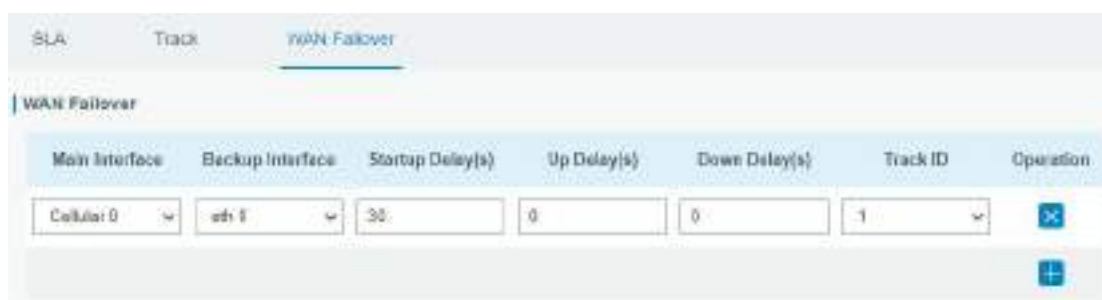 SLA Track WAN Failover
WAN Failover
Main Interface Backup Interface Startup Delay(s) Up Delay(s) Down Delay(s) Track ID Operation
Cellular 0 eth 30 0 0 1